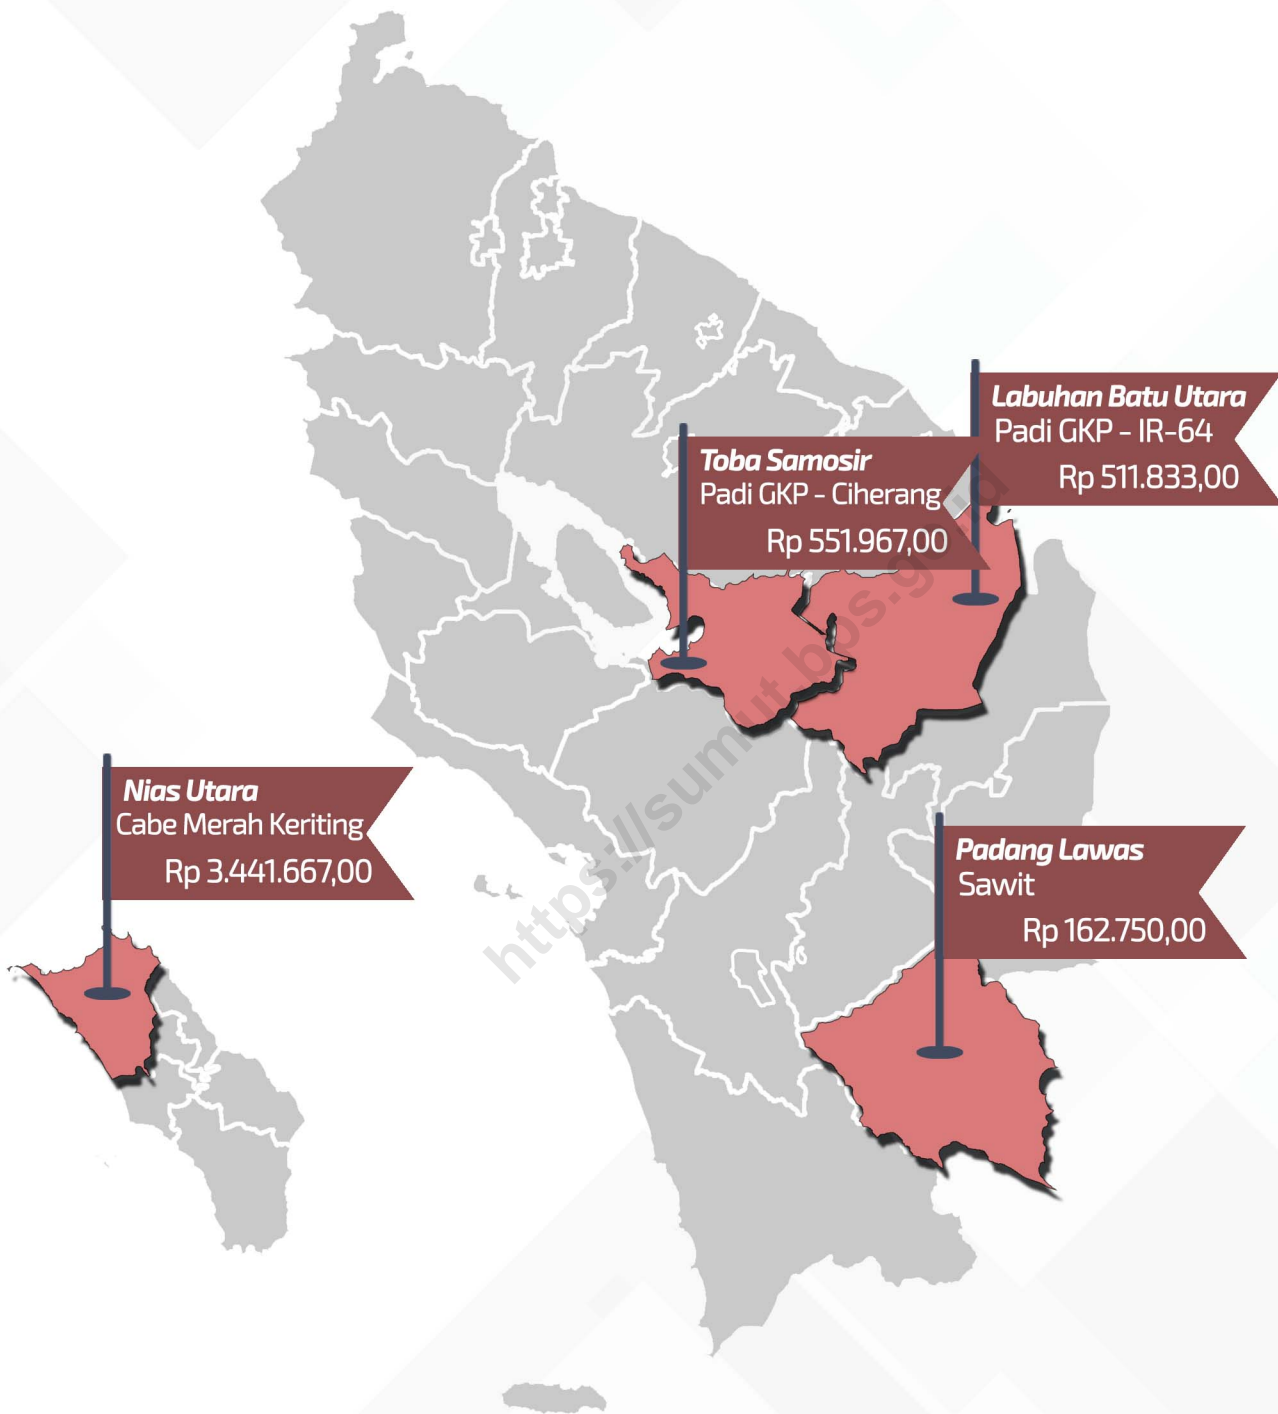 Labuhan Batu Utara
Padi GKP - IR-64
Rp 511.833,00
Toba Samosir
Padi GKP - Ciherang
Rp 551.967,00
Nias Utara
Cabe Merah Keriting
Rp 3.441.667,00
Padang Lawas
Sawit
Rp 162.750,00
https://sumut.bps.go.id